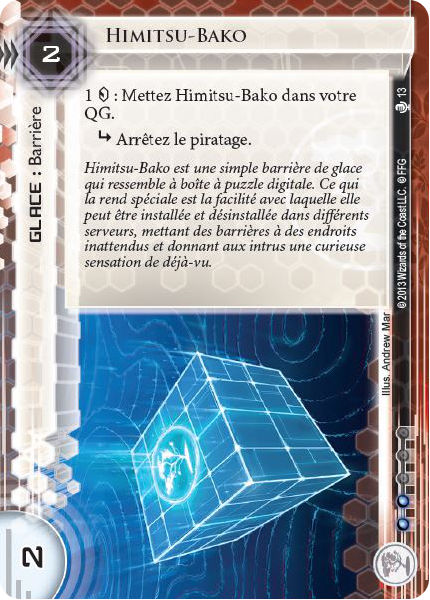 Himitsu-Bako
2
1 : Mettez Himitsu-Bako dans votre
QG.
Arrêtez le piratage.
Himitsu-Bako est une simple barrière de glace
qui ressemble à boîte à puzzle digitale. Ce qui
la rend spéciale est la facilité avec laquelle elle
peut être installée et désinstallée dans différents
serveurs, mettant des barrières à des endroits
inattendus et donnant aux intrus une curieuse
sensation de déjà-vu.
GLACE : Barrière
13
© 2013 Wizards of the Coast LLC. © FFG
Illus. Andrew Mar
2